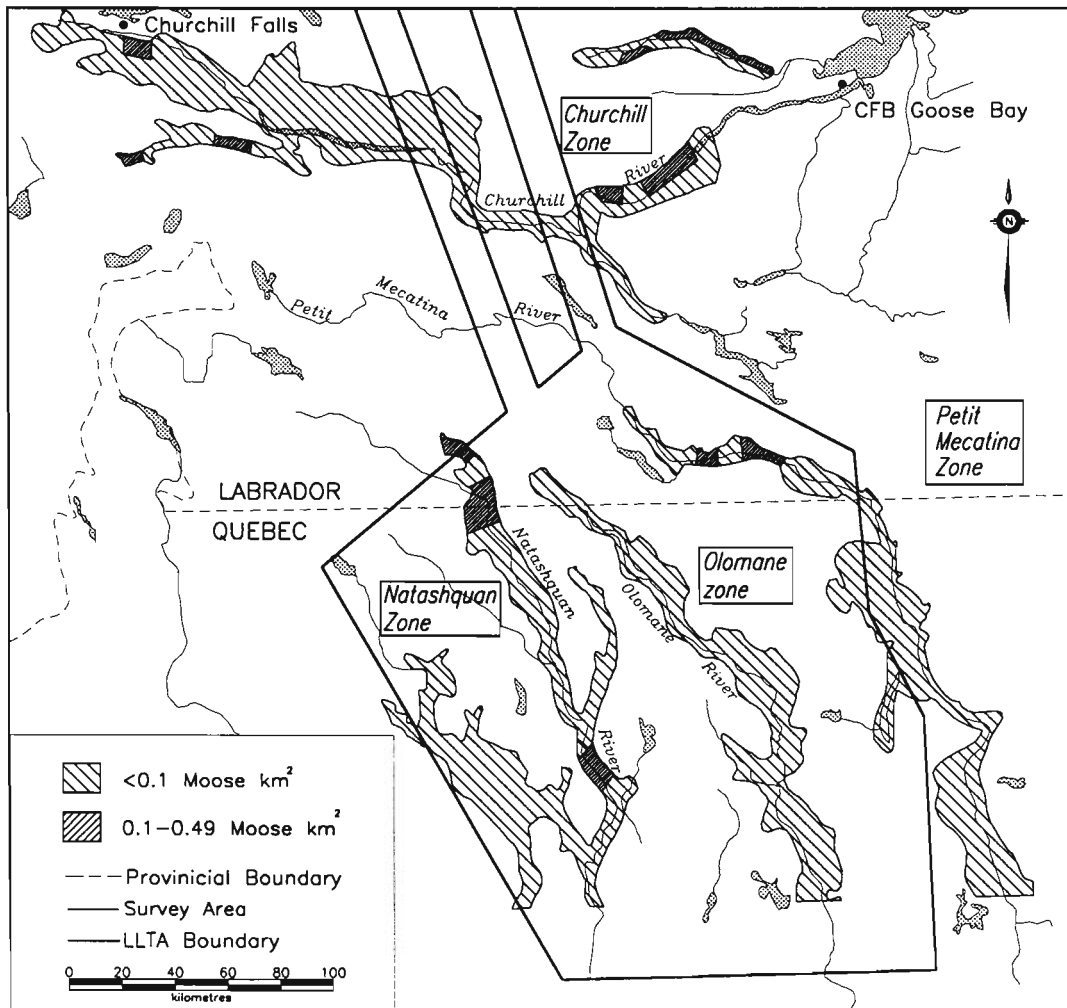 Churchill Falls
CFB Goose Bay
Churchill
Zone
Churchill
River
N
Petit
Mecatina
River
Petit
Mecatina
Zone
LABRADOR
QUEBEC
Natashquan
River
Natashquan
Zone
Olomane
River
Olomane
zone
<0.1 Moose km²
0.1–0.49 Moose km²
Provinicial Boundary
Survey Area
LLTA Boundary
0 20 40 60 80 100
kilometres